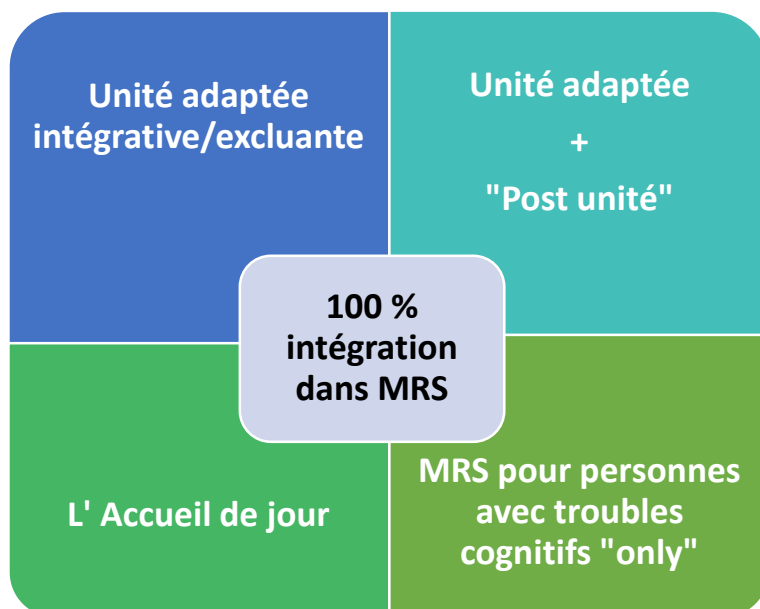 Unité adaptée
intégrative/excluante
Unité adaptée
+
"Post unité"
100 %
intégration
dans MRS
L' Accueil de jour
MRS pour personnes
avec troubles
cognitifs "only"